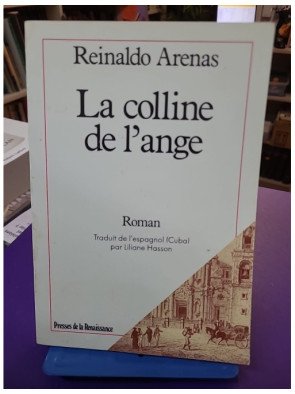 Reinaldo Arenas
La colline
de l'ange
Roman
Traduit de l'espagnol (Cuba)
par Liliane Hasson
Presses de la Renaissance